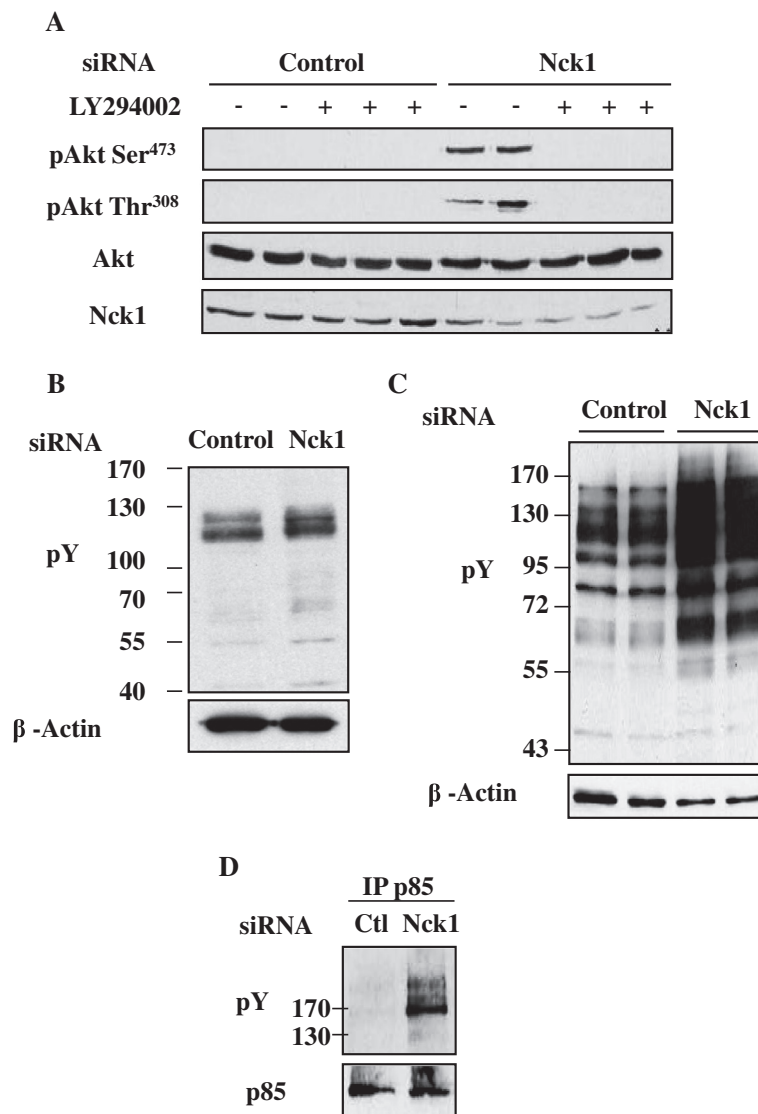 A
siRNA Control Nck1
LY294002 - - + + + - - + + +
pAkt Ser473
pAkt Thr308
Akt
Nck1
B
siRNA Control Nck1
170
130
pY
100
70
55
40
β -Actin
C
siRNA Control Nck1
170
130
95
pY
72
55
43
β -Actin
D
IP p85
siRNA Ctl Nck1
pY 170
130
p85